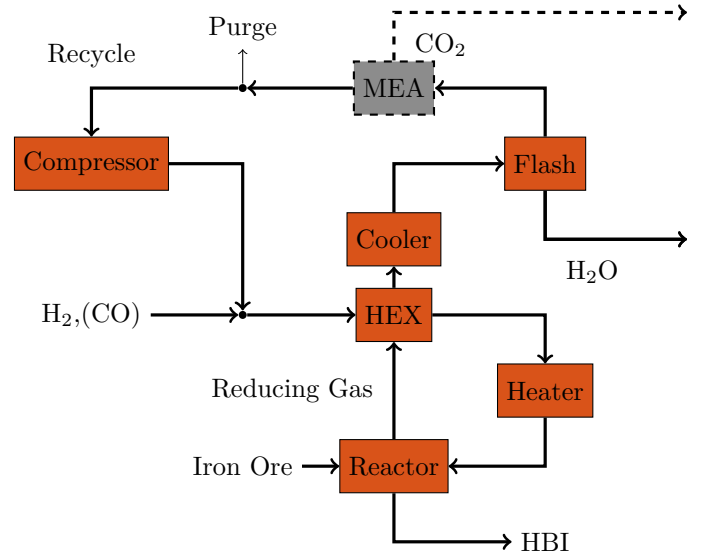 Purge
CO₂
Recycle
MEA
Compressor
Flash
Cooler
H₂O
H₂,(CO)
HEX
Reducing Gas
Heater
Iron Ore
Reactor
HBI